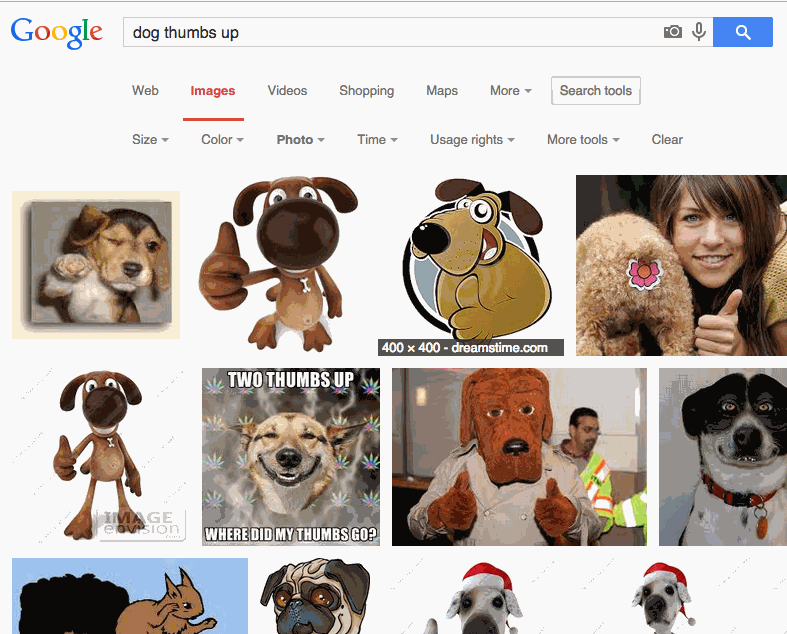 Google
dog thumbs up
Web Images Videos Shopping Maps More Search tools
Size Color Photo Time Usage rights More tools Clear
400 × 400 - dreamstime.com
TWO THUMBS UP
WHERE DID MY THUMBS GO?
IMAGE
envision